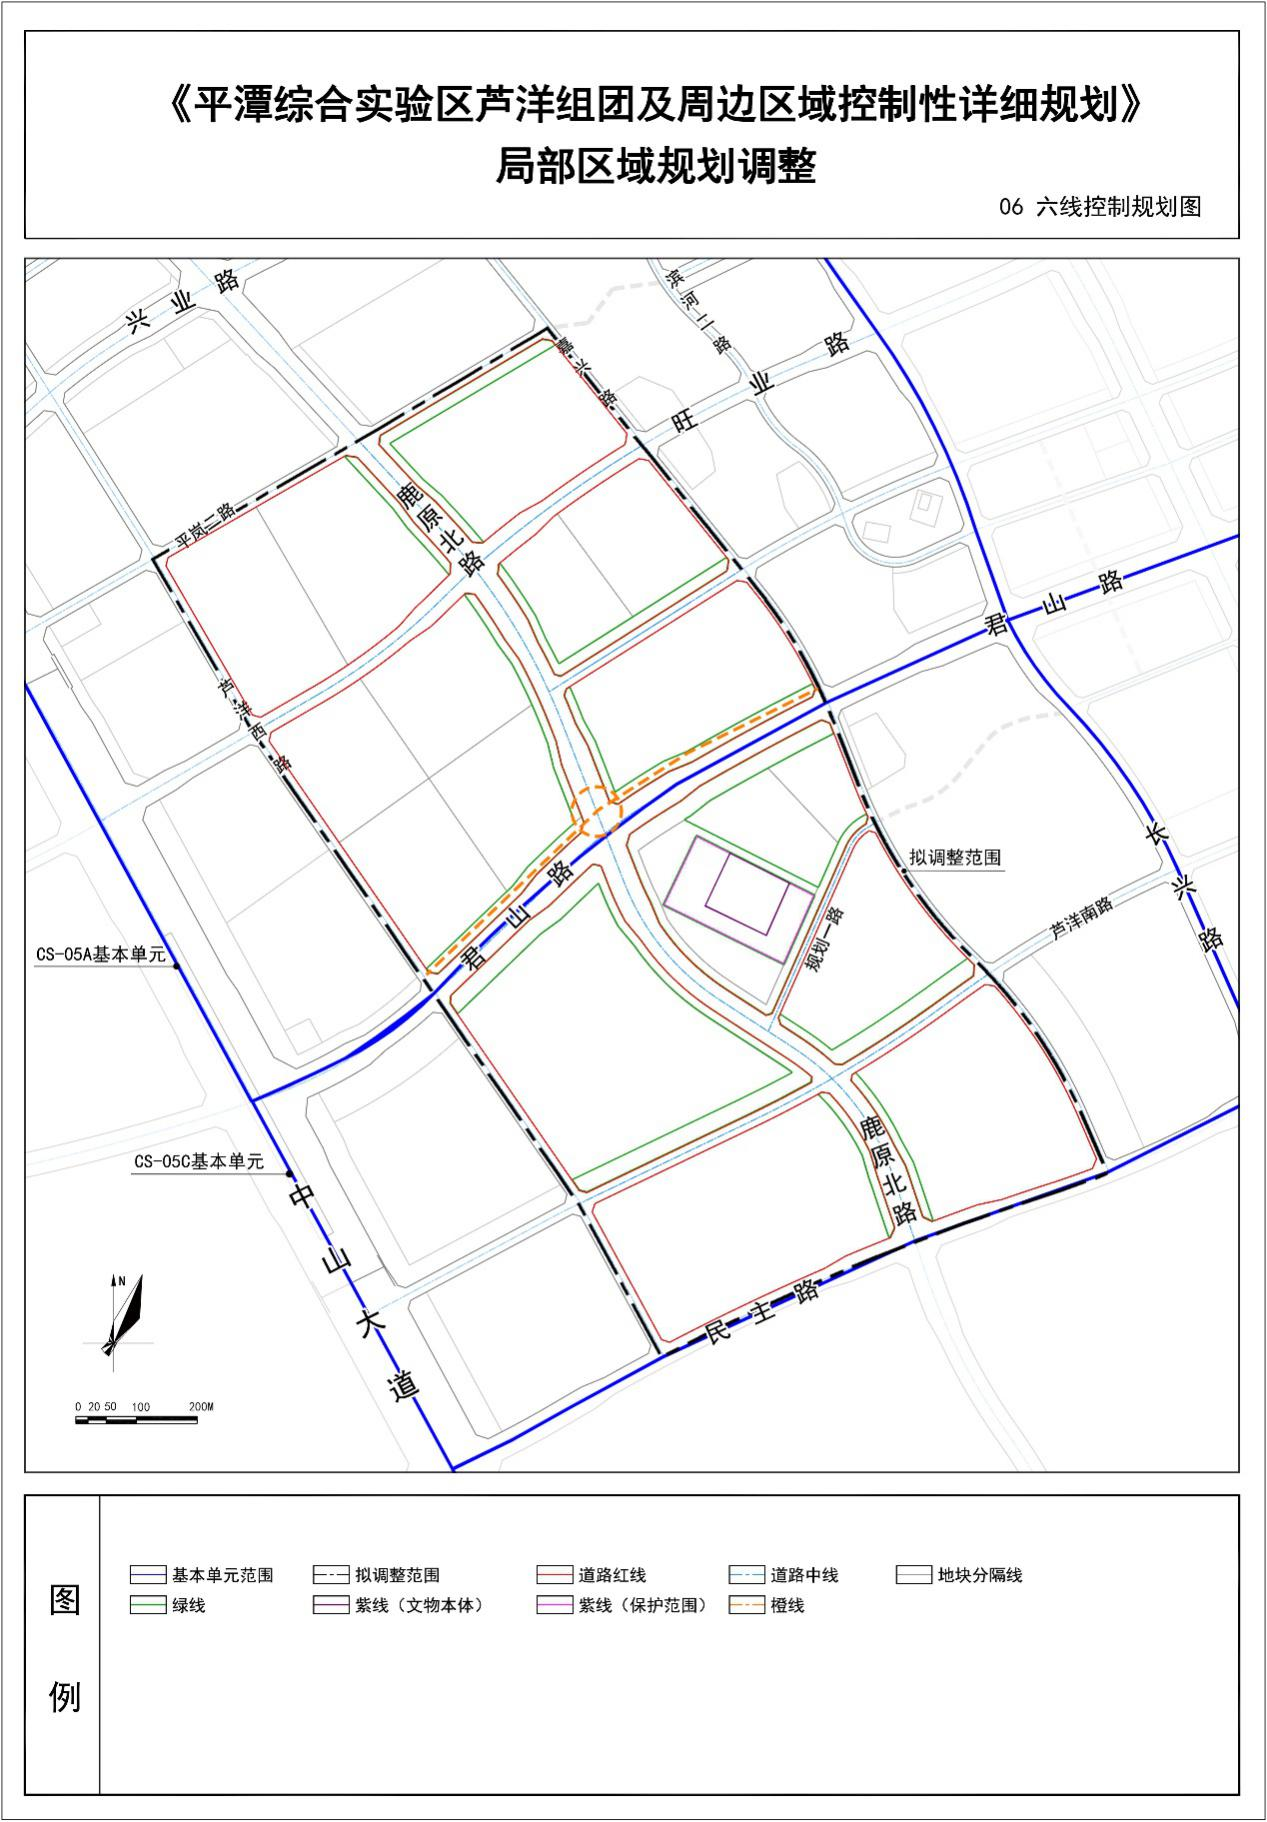 《平潭综合实验区芦洋组团及周边区域控制性详细规划》
局部区域规划调整
06 六线控制规划图
兴业路
滨河二路
嘉兴路
旺业路
平岚二路
鹿原北路
君山路
芦洋西路
长兴路
拟调整范围
君山路
规划一路
芦洋南路
CS-05A基本单元
CS-05C基本单元
鹿原北路
中山大道
民主路
N
0 20 50 100 200M
图例
基本单元范围
拟调整范围
道路红线
道路中线
地块分隔线
绿线
紫线（文物本体）
紫线（保护范围）
橙线